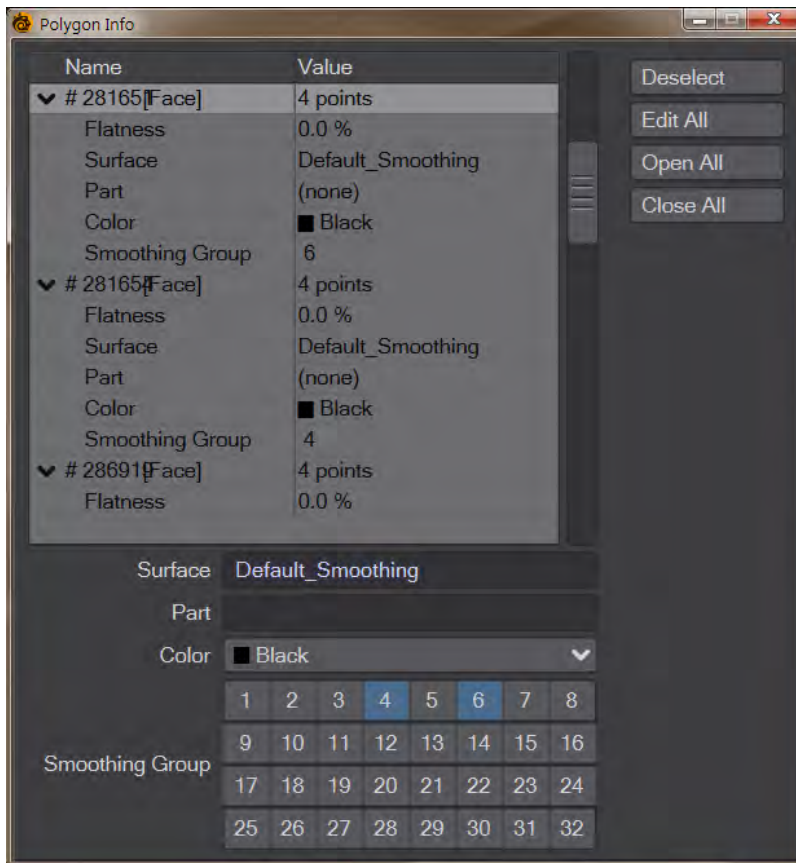 Polygon Info
Name Value
# 28165 [Face] 4 points
Flatness 0.0 %
Surface Default_Smoothing
Part (none)
Color Black
Smoothing Group 6
# 281654 [Face] 4 points
Flatness 0.0 %
Surface Default_Smoothing
Part (none)
Color Black
Smoothing Group 4
# 286919 [Face] 4 points
Flatness 0.0 %
Deselect
Edit All
Open All
Close All
Surface Default_Smoothing
Part
Color Black
Smoothing Group
1 2 3 4 5 6 7 8
9 10 11 12 13 14 15 16
17 18 19 20 21 22 23 24
25 26 27 28 29 30 31 32